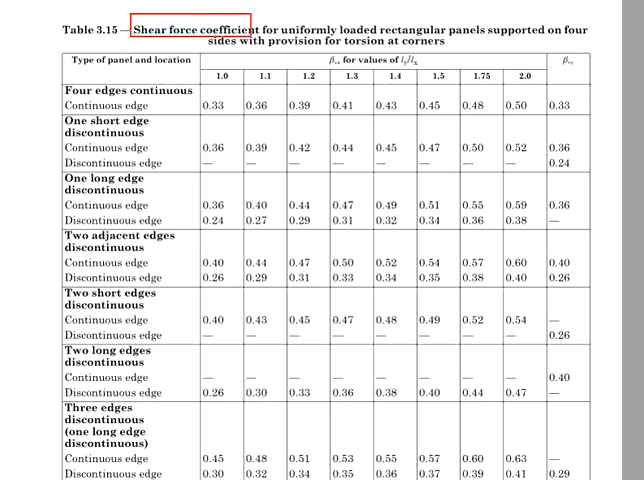 Table 3.15 — Shear force coefficient for uniformly loaded rectangular panels supported on four
sides with provision for torsion at corners
Type of panel and location βvx for values of ly/lx βvy
1.0 1.1 1.2 1.3 1.4 1.5 1.75 2.0
Four edges continuous
Continuous edge 0.33 0.36 0.39 0.41 0.43 0.45 0.48 0.50 0.33
One short edge
discontinuous
Continuous edge 0.36 0.39 0.42 0.44 0.45 0.47 0.50 0.52 0.36
Discontinuous edge — — — — — — — — 0.24
One long edge
discontinuous
Continuous edge 0.36 0.40 0.44 0.47 0.49 0.51 0.55 0.59 0.36
Discontinuous edge 0.24 0.27 0.29 0.31 0.32 0.34 0.36 0.38 —
Two adjacent edges
discontinuous
Continuous edge 0.40 0.44 0.47 0.50 0.52 0.54 0.57 0.60 0.40
Discontinuous edge 0.26 0.29 0.31 0.33 0.34 0.35 0.38 0.40 0.26
Two short edges
discontinuous
Continuous edge 0.40 0.43 0.45 0.47 0.48 0.49 0.52 0.54 —
Discontinuous edge — — — — — — — — 0.26
Two long edges
discontinuous
Continuous edge — — — — — — — — 0.40
Discontinuous edge 0.26 0.30 0.33 0.36 0.38 0.40 0.44 0.47 —
Three edges
discontinuous
(one long edge
discontinuous)
Continuous edge 0.45 0.48 0.51 0.53 0.55 0.57 0.60 0.63 —
Discontinuous edge 0.30 0.32 0.34 0.35 0.36 0.37 0.39 0.41 0.29